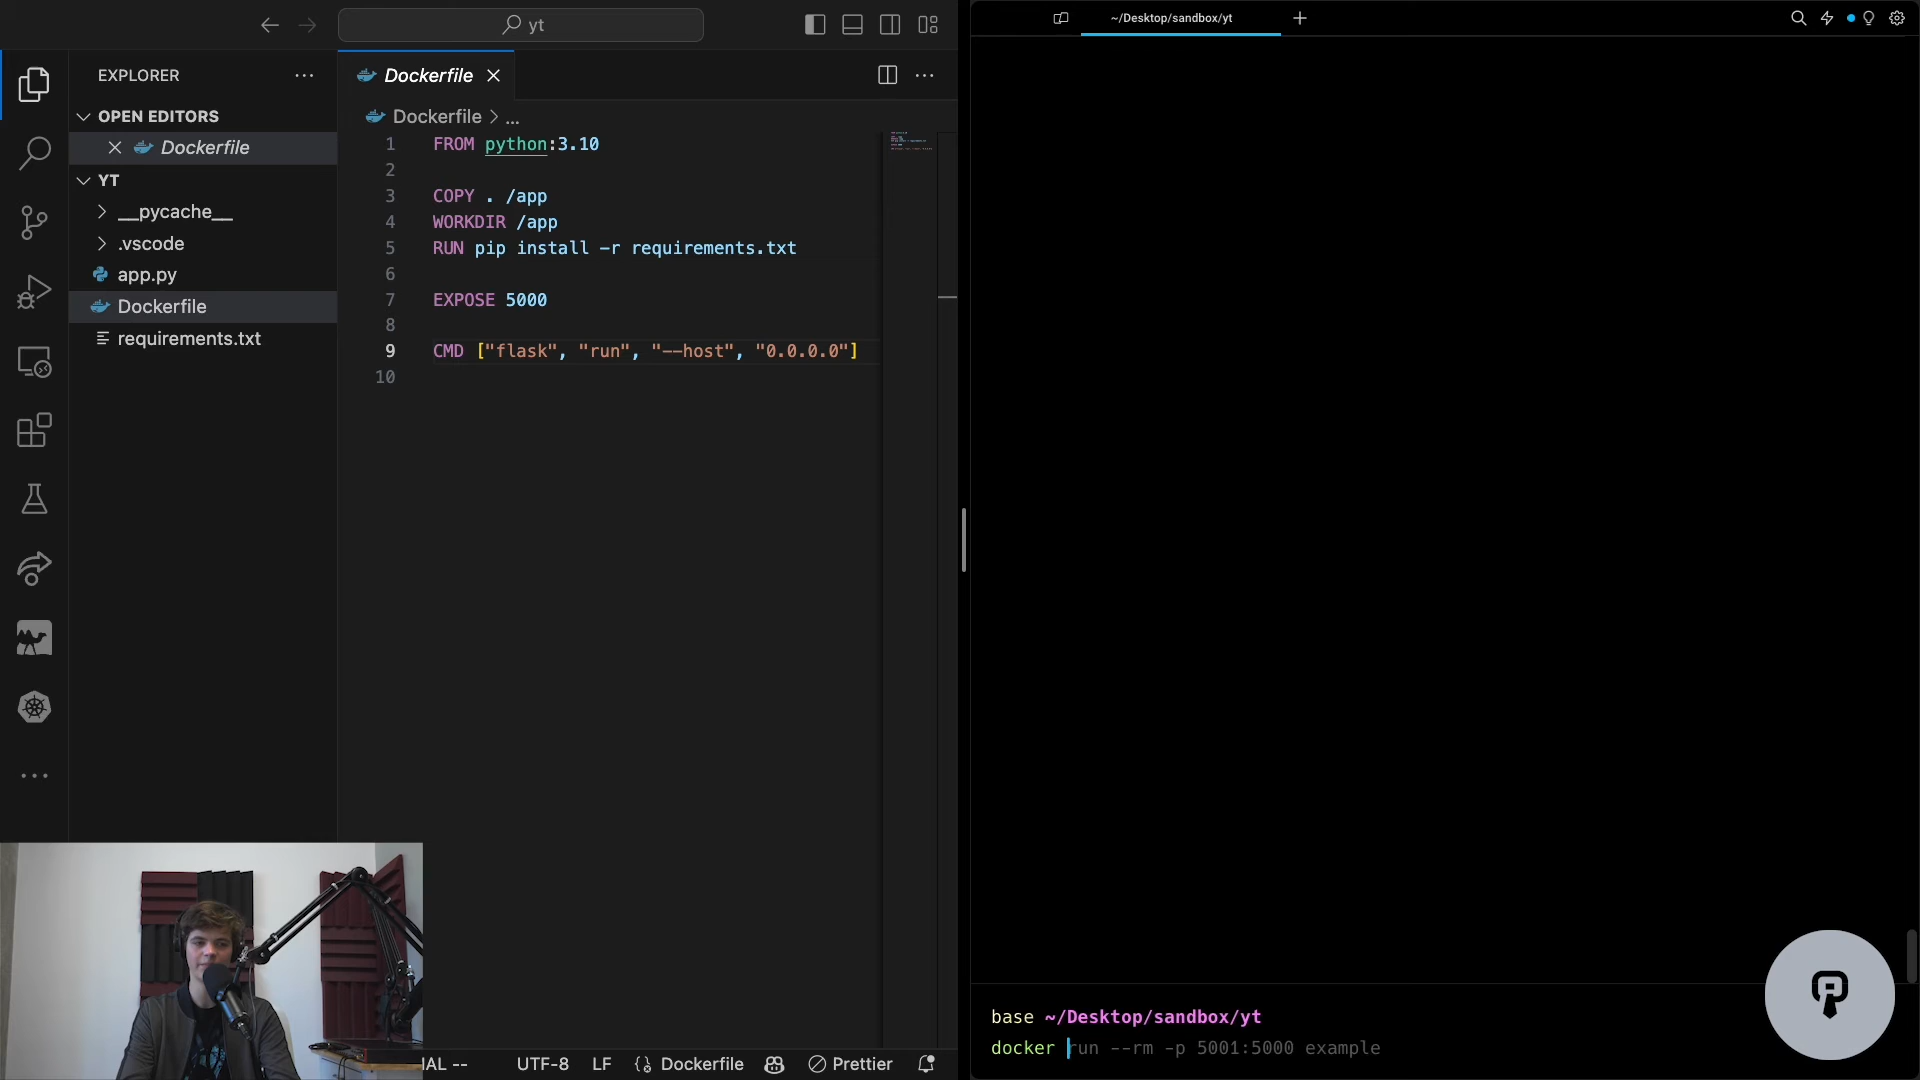 yt
~/Desktop/sandbox/yt
EXPLORER
Dockerfile
OPEN EDITORS
Dockerfile
YT
__pycache__
.vscode
app.py
Dockerfile
requirements.txt
Dockerfile > ...
1 FROM python:3.10
2
3 COPY . /app
4 WORKDIR /app
5 RUN pip install -r requirements.txt
6
7 EXPOSE 5000
8
9 CMD ["flask", "run", "--host", "0.0.0.0"]
10
IAL -- UTF-8 LF Dockerfile Prettier
base ~/Desktop/sandbox/yt
docker run --rm -p 5001:5000 example